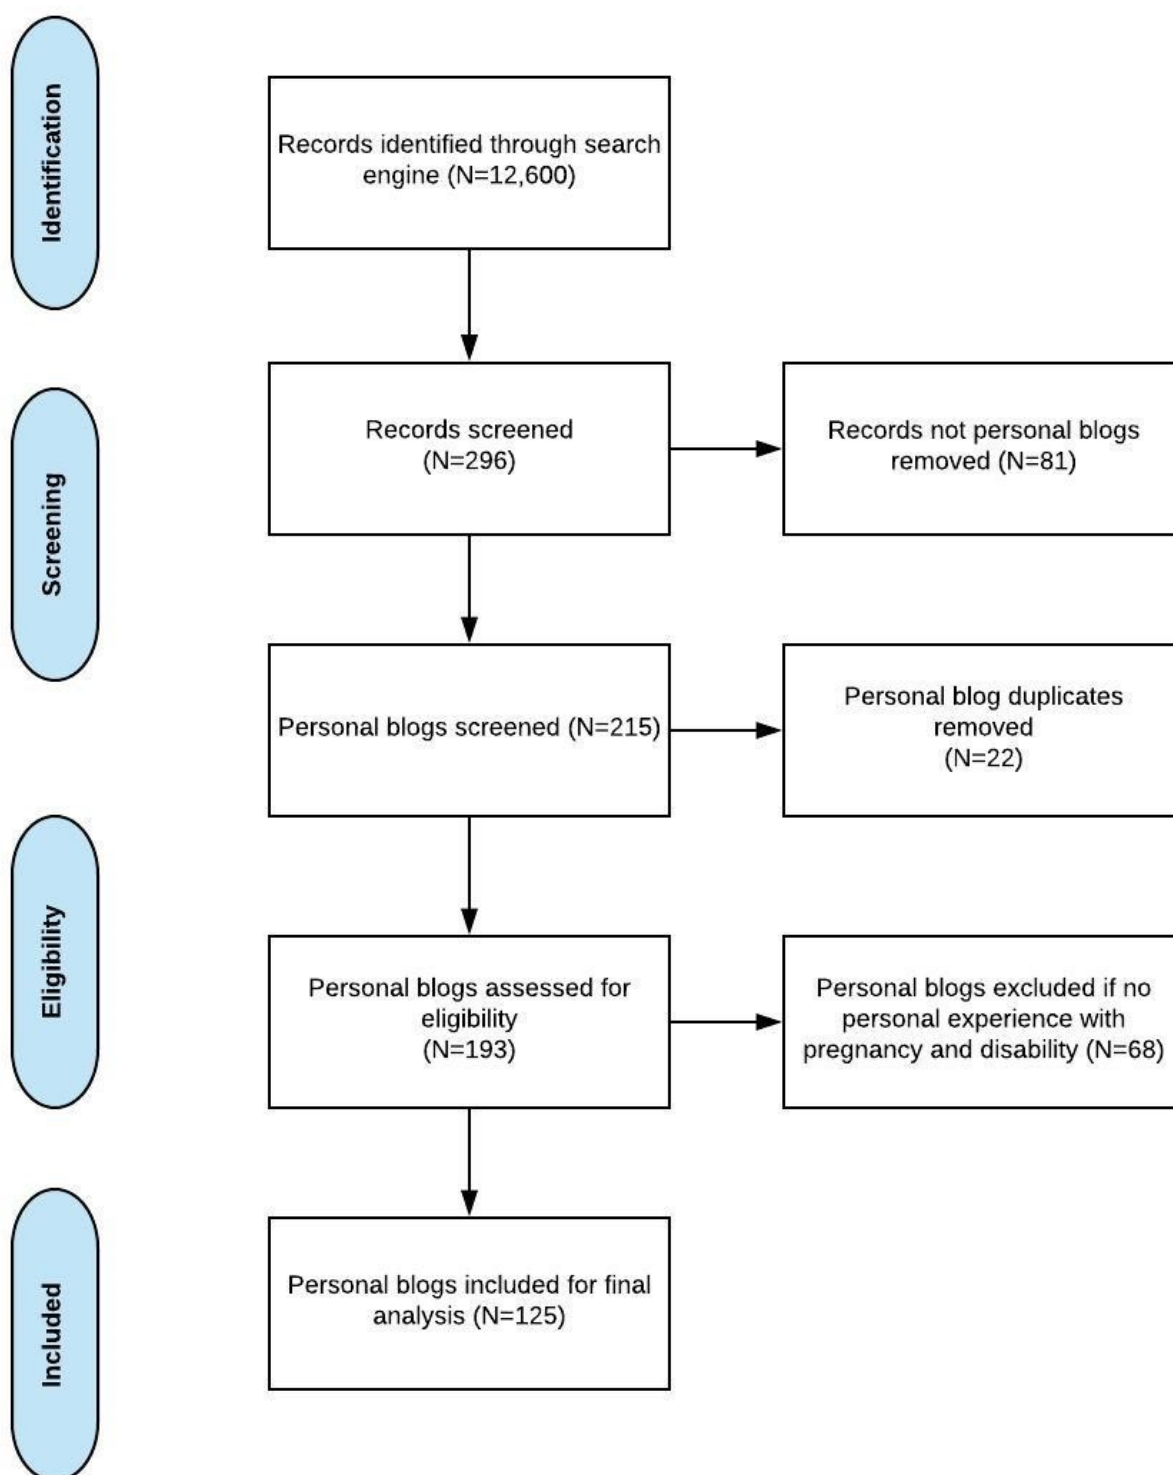 Identification
Records identified through search
engine (N=12,600)
Screening
Records screened
(N=296)
Records not personal blogs
removed (N=81)
Personal blogs screened (N=215)
Personal blog duplicates
removed
(N=22)
Eligibility
Personal blogs assessed for
eligibility
(N=193)
Personal blogs excluded if no
personal experience with
pregnancy and disability (N=68)
Included
Personal blogs included for final
analysis (N=125)